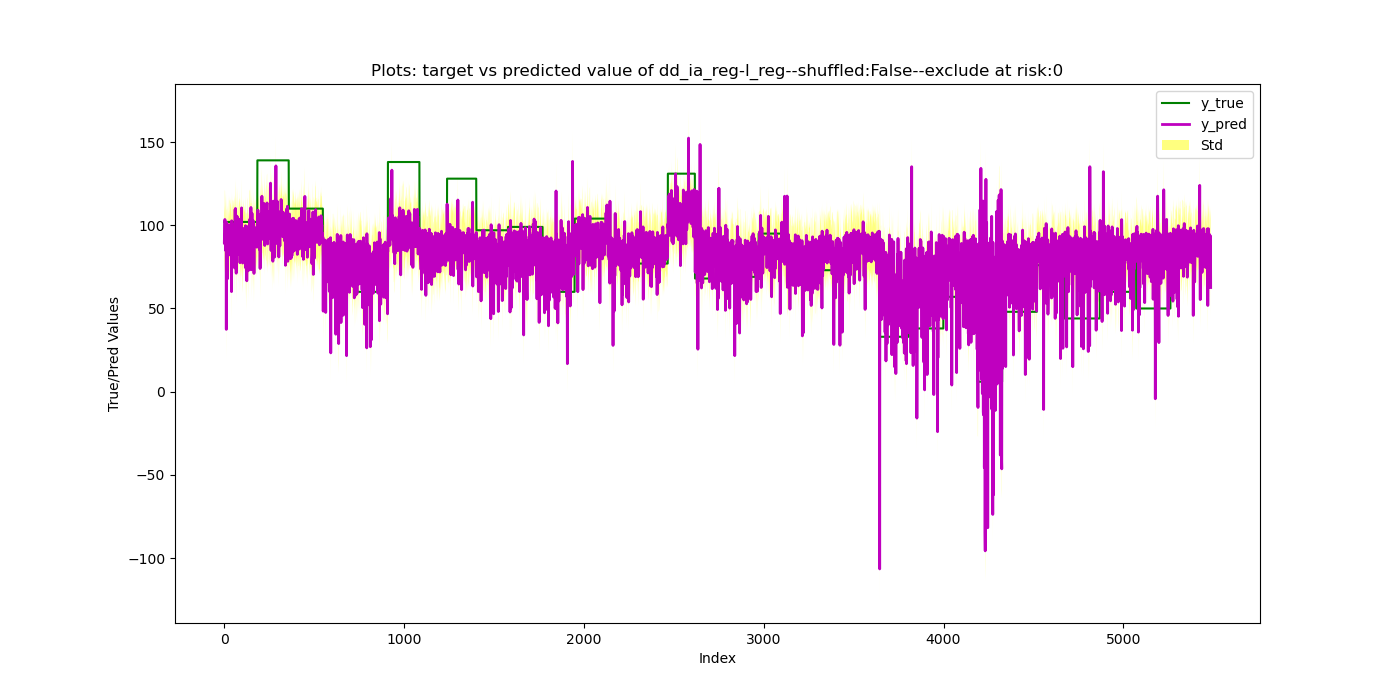 Plots: target vs predicted value of dd_ia_reg-l_reg--shuffled:False--exclude at risk:0
y_true
y_pred
Std
True/Pred Values
150
100
50
0
−50
−100
0
1000
2000
3000
4000
5000
Index